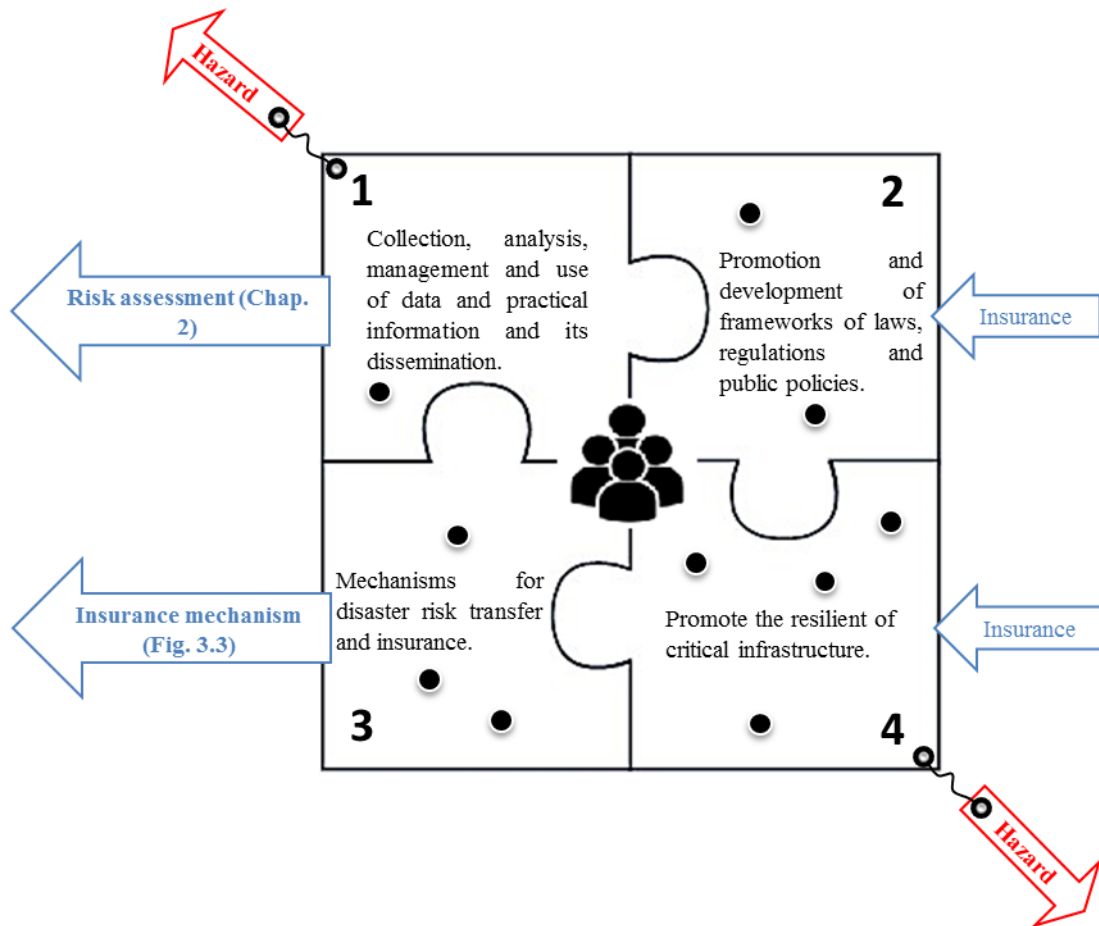 Hazard
1
Collection, analysis,
management and use
of data and practical
information and its
dissemination.
2
Promotion and
development of
frameworks of laws,
regulations and
public policies.
Risk assessment (Chap.
2)
Insurance
Insurance mechanism
(Fig. 3.3)
Mechanisms for
disaster risk transfer
and insurance.
3
Promote the resilient of
critical infrastructure.
4
Insurance
Hazard